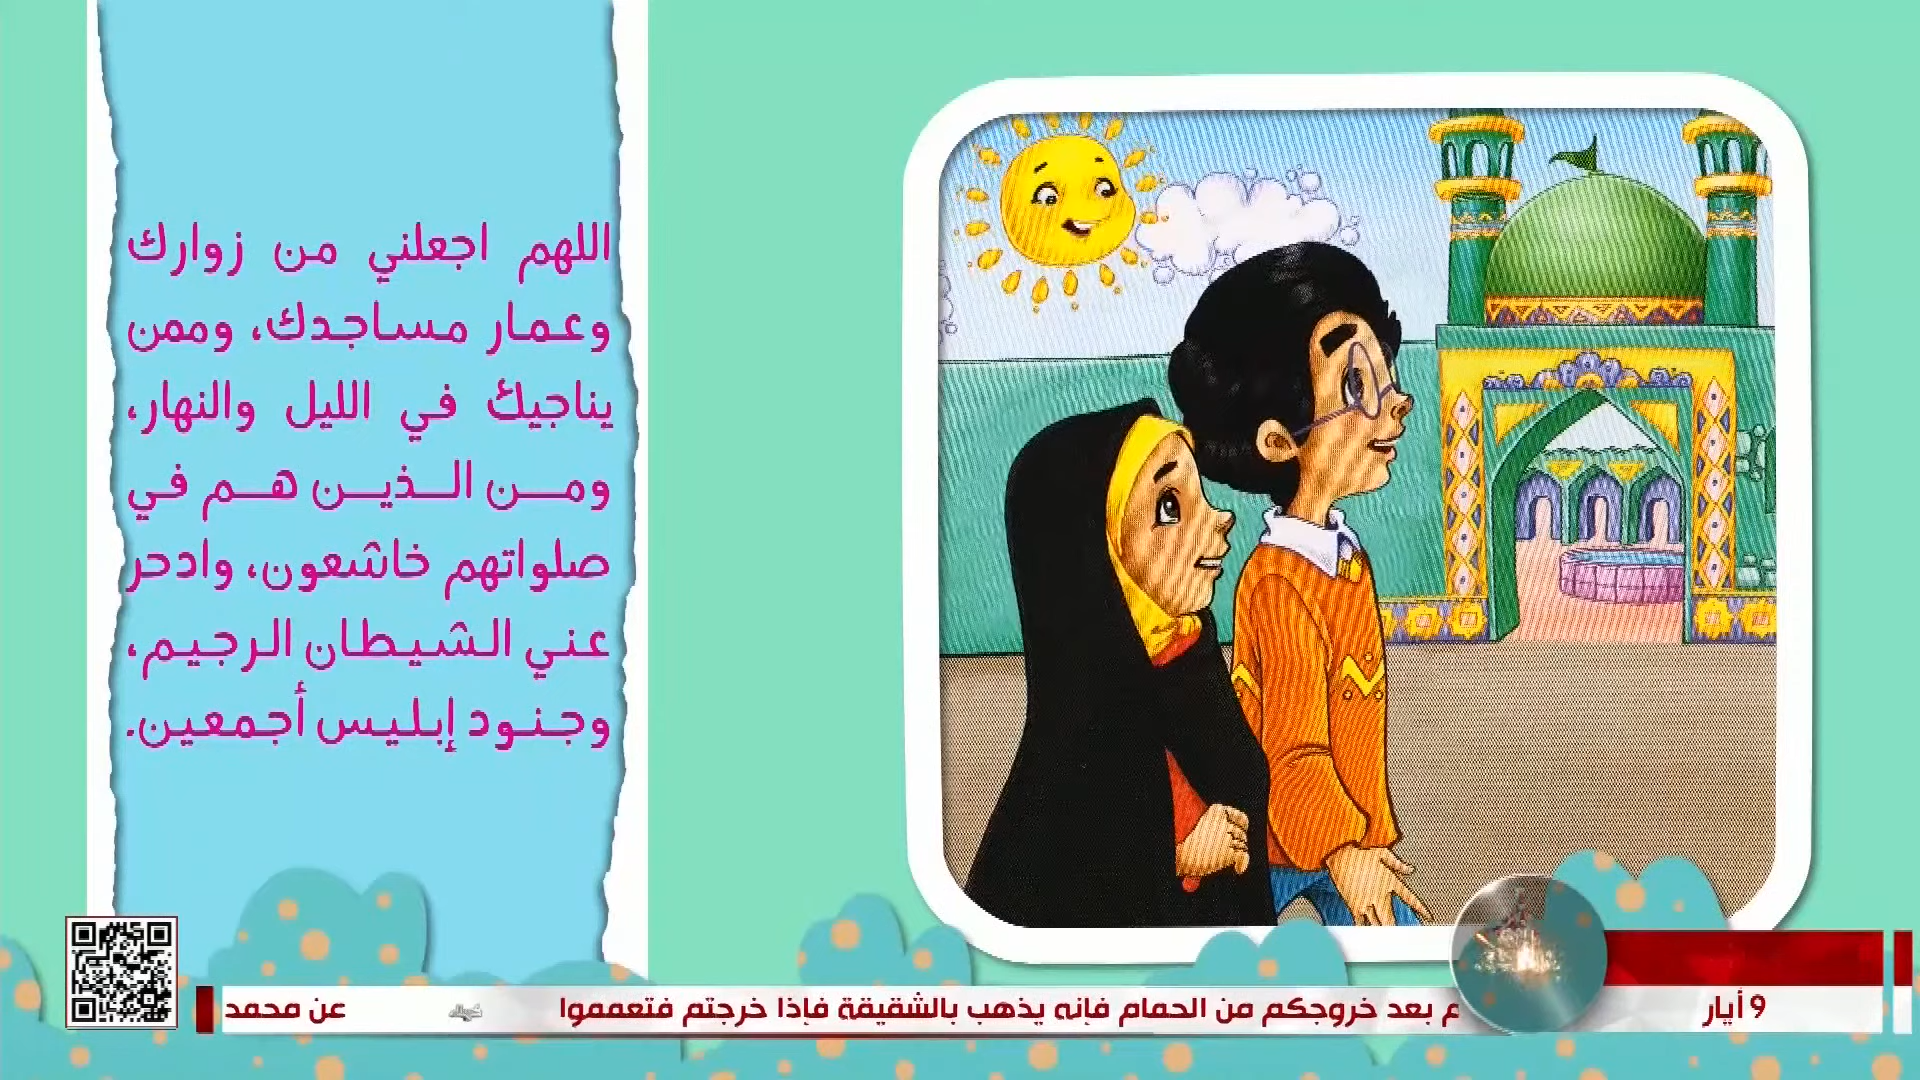 اللهم اجعلني من زوارك
وعمار مساجدك، وممن
يناجيك في الليل والنهار،
ومن الذين هم في
صلواتهم خاشعون، وادحر
عني الشيطان الرجيم،
وجنود إبليس أجمعين.
9 أيار
م بعد خروجكم من الحمام فإنه يذهب بالشقيقة فإذا خرجتم فتعمموا
عن محمد